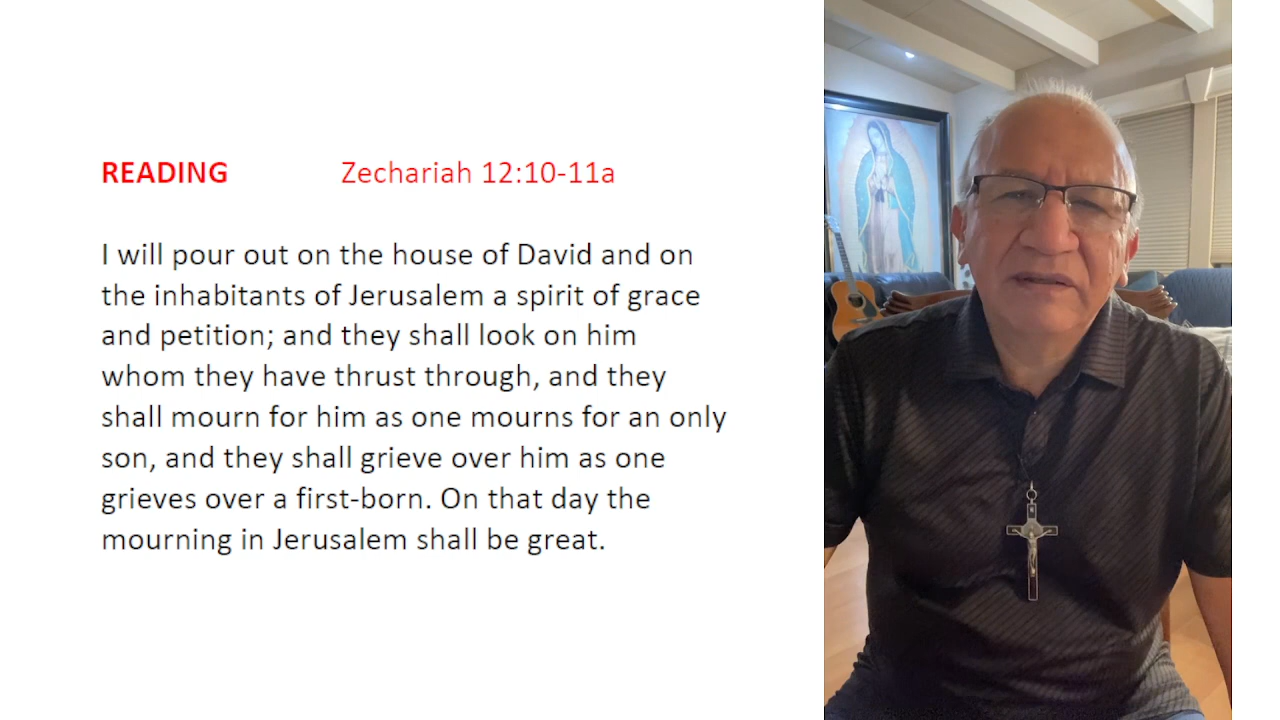 READING Zechariah 12:10-11a
I will pour out on the house of David and on
the inhabitants of Jerusalem a spirit of grace
and petition; and they shall look on him
whom they have thrust through, and they
shall mourn for him as one mourns for an only
son, and they shall grieve over him as one
grieves over a first-born. On that day the
mourning in Jerusalem shall be great.